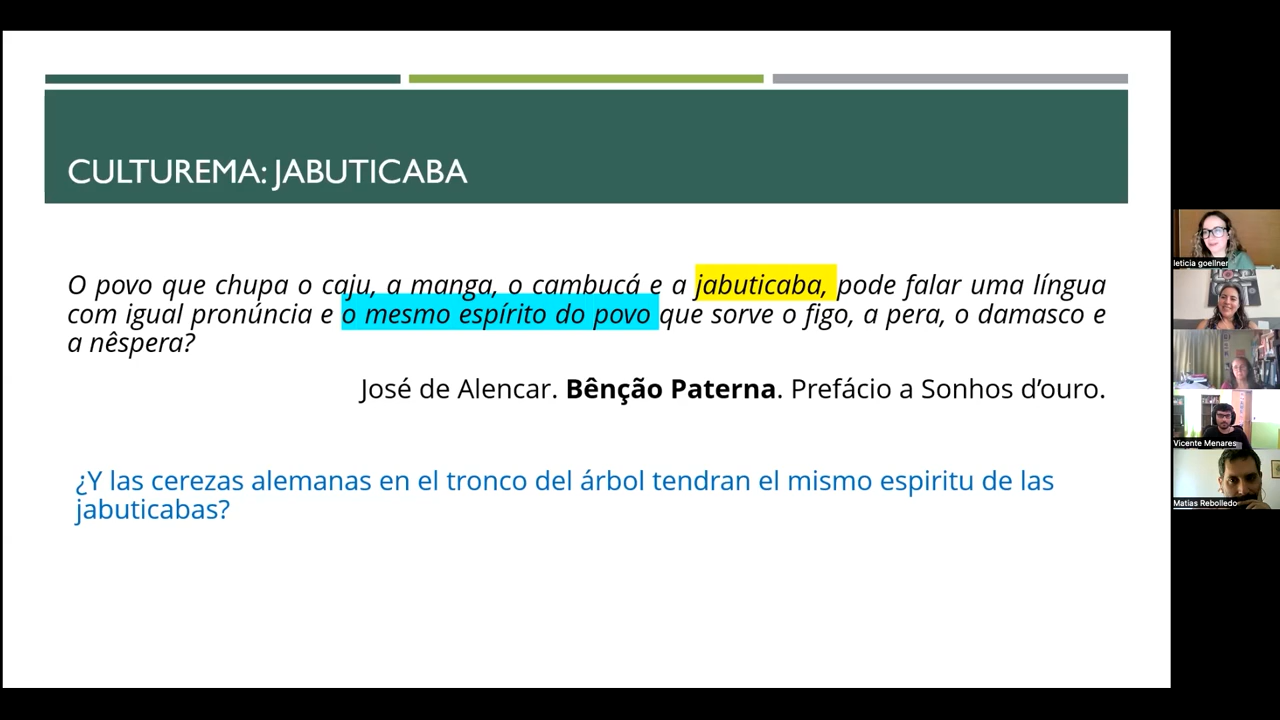 CULTUREMA: JABUTICABA
O povo que chupa o caju, a manga, o cambucá e a jabuticaba, pode falar uma língua
com igual pronúncia e o mesmo espírito do povo que sorve o figo, a pera, o damasco e
a nêspera?
José de Alencar. Bênção Paterna. Prefácio a Sonhos d’ouro.
¿Y las cerezas alemanas en el tronco del árbol tendran el mismo espiritu de las
jabuticabas?
leticia goellner
Vicente Menares
Matias Rebolledo